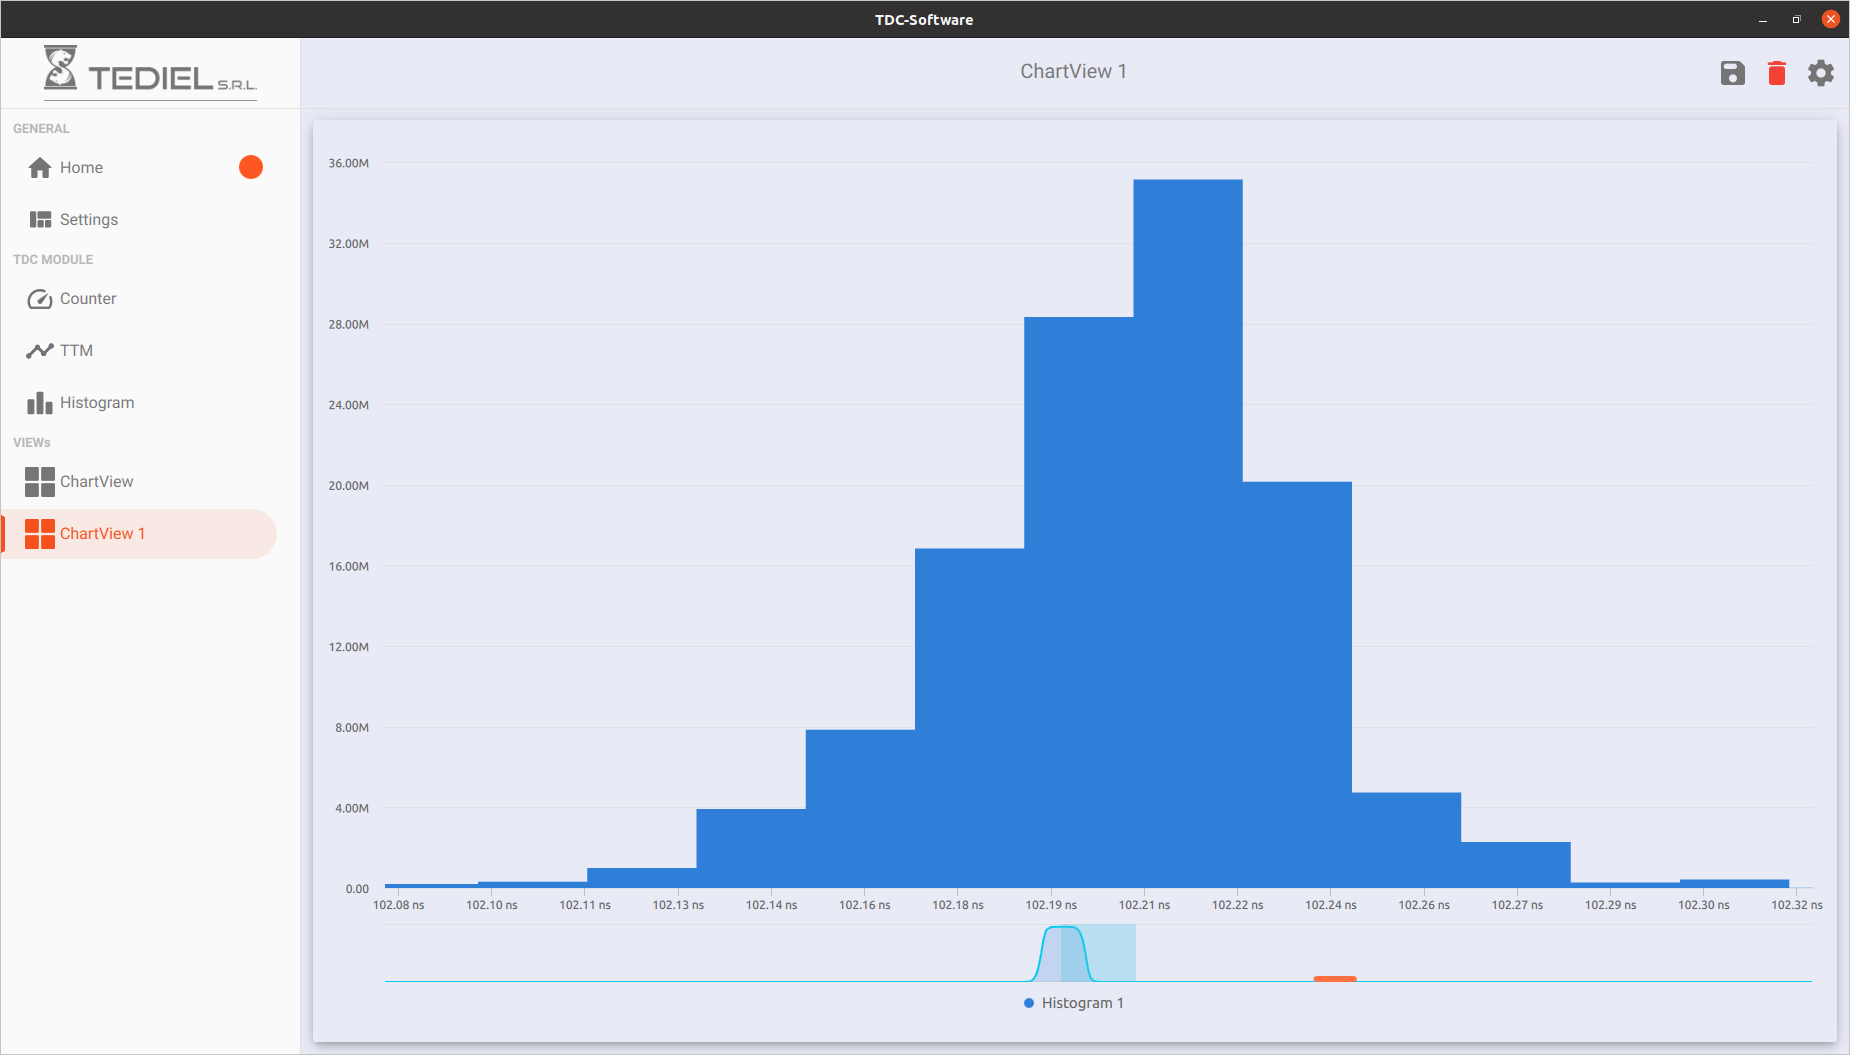 TDC-Software
TEDIEL S.R.L.
ChartView 1
GENERAL
Home
Settings
TDC MODULE
Counter
TTM
Histogram
VIEWs
ChartView
ChartView 1
36.00M
32.00M
28.00M
24.00M
20.00M
16.00M
12.00M
8.00M
4.00M
0.00
102.08 ns 102.10 ns 102.11 ns 102.13 ns 102.14 ns 102.16 ns 102.18 ns 102.19 ns 102.21 ns 102.22 ns 102.24 ns 102.26 ns 102.27 ns 102.29 ns 102.30 ns 102.32 ns
Histogram 1